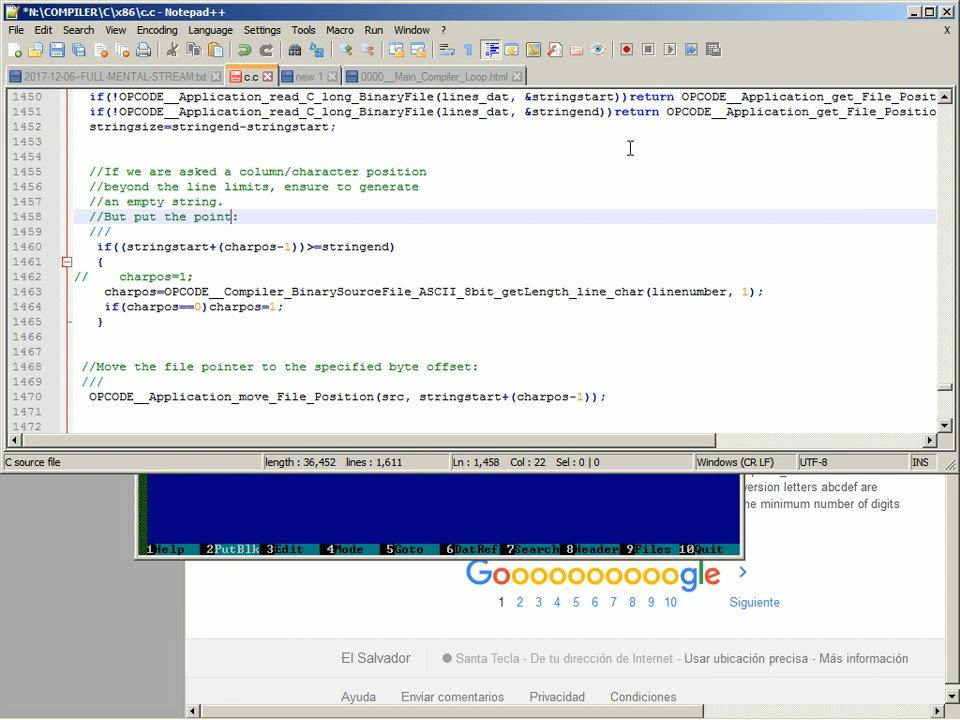 *N:\COMPILER\C\x86\c.c - Notepad++
File Edit Search View Encoding Language Settings Tools Macro Run Window ? X
2017-12-06--FULL-MENTAL-STREAM.txt c.c new 1 0000__Main_Compiler_Loop.html
1450 if(!OPCODE__Application_read_C_long_BinaryFile(lines_dat, &stringstart))return OPCODE__Application_get_File_Posit
1451 if(!OPCODE__Application_read_C_long_BinaryFile(lines_dat, &stringend))return OPCODE__Application_get_File_Positio
1452 stringsize=stringend-stringstart;
1453
1454
1455 //If we are asked a column/character position
1456 //beyond the line limits, ensure to generate
1457 //an empty string.
1458 //But put the point:
1459 ///
1460 if((stringstart+(charpos-1))>=stringend)
1461 {
1462 // charpos=1;
1463 charpos=OPCODE__Compiler_BinarySourceFile_ASCII_8bit_getLength_line_char(linenumber, 1);
1464 if(charpos==0)charpos=1;
1465 }
1466
1467
1468 //Move the file pointer to the specified byte offset:
1469 ///
1470 OPCODE__Application_move_File_Position(src, stringstart+(charpos-1));
1471
1472
C source file length : 36,452 lines : 1,611 Ln : 1,458 Col : 22 Sel : 0 | 0 Windows (CR LF) UTF-8 INS
version letters abcdef are
he minimum number of digits
1Help 2PutBlk 3Edit 4Mode 5Goto 6DatRef 7Search 8Header 9Files 10Quit
Goooooooooogle
1 2 3 4 5 6 7 8 9 10 Siguiente
El Salvador Santa Tecla - De tu dirección de Internet - Usar ubicación precisa - Más información
Ayuda Enviar comentarios Privacidad Condiciones